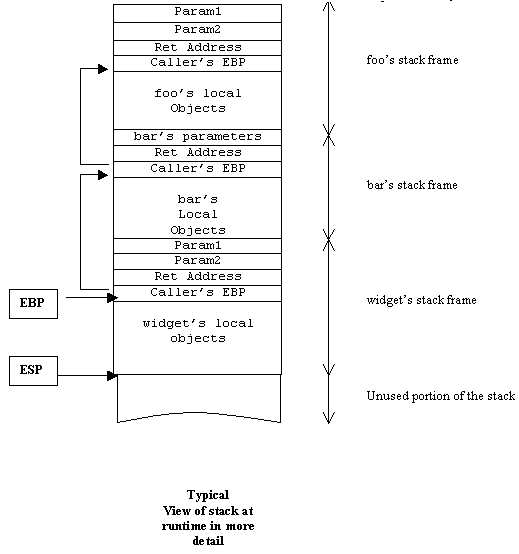 Param1
Param2
Ret Address
Caller's EBP
foo's stack frame
foo's local
Objects
bar's parameters
Ret Address
Caller's EBP
bar's stack frame
bar's
Local
Objects
Param1
Param2
Ret Address
Caller's EBP
EBP
widget's stack frame
widget's local
objects
ESP
Unused portion of the stack
Typical
View of stack at
runtime in more
detail